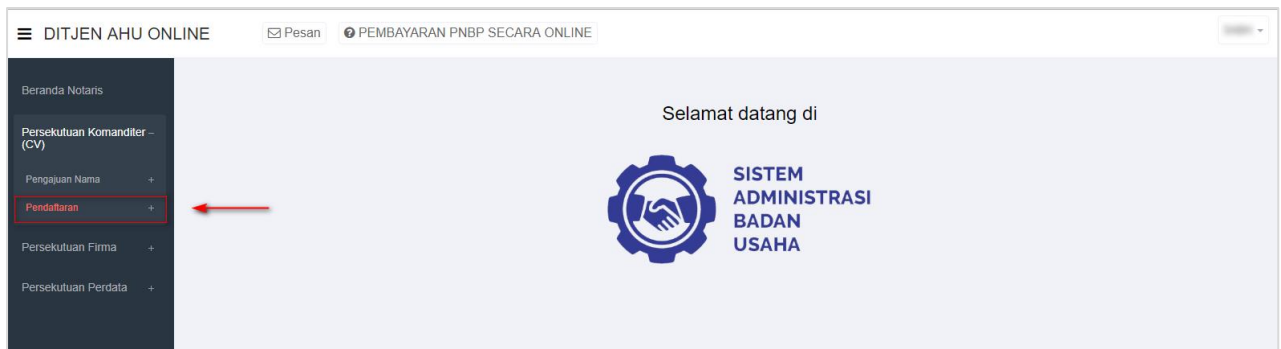 DITJEN AHU ONLINE
Pesan
PEMBAYARAN PNBP SECARA ONLINE
Beranda Notaris
Persekutuan Komanditer –
(CV)
Pengajuan Nama +
Pendaftaran +
Persekutuan Firma +
Persekutuan Perdata +
Selamat datang di
SISTEM
ADMINISTRASI
BADAN
USAHA